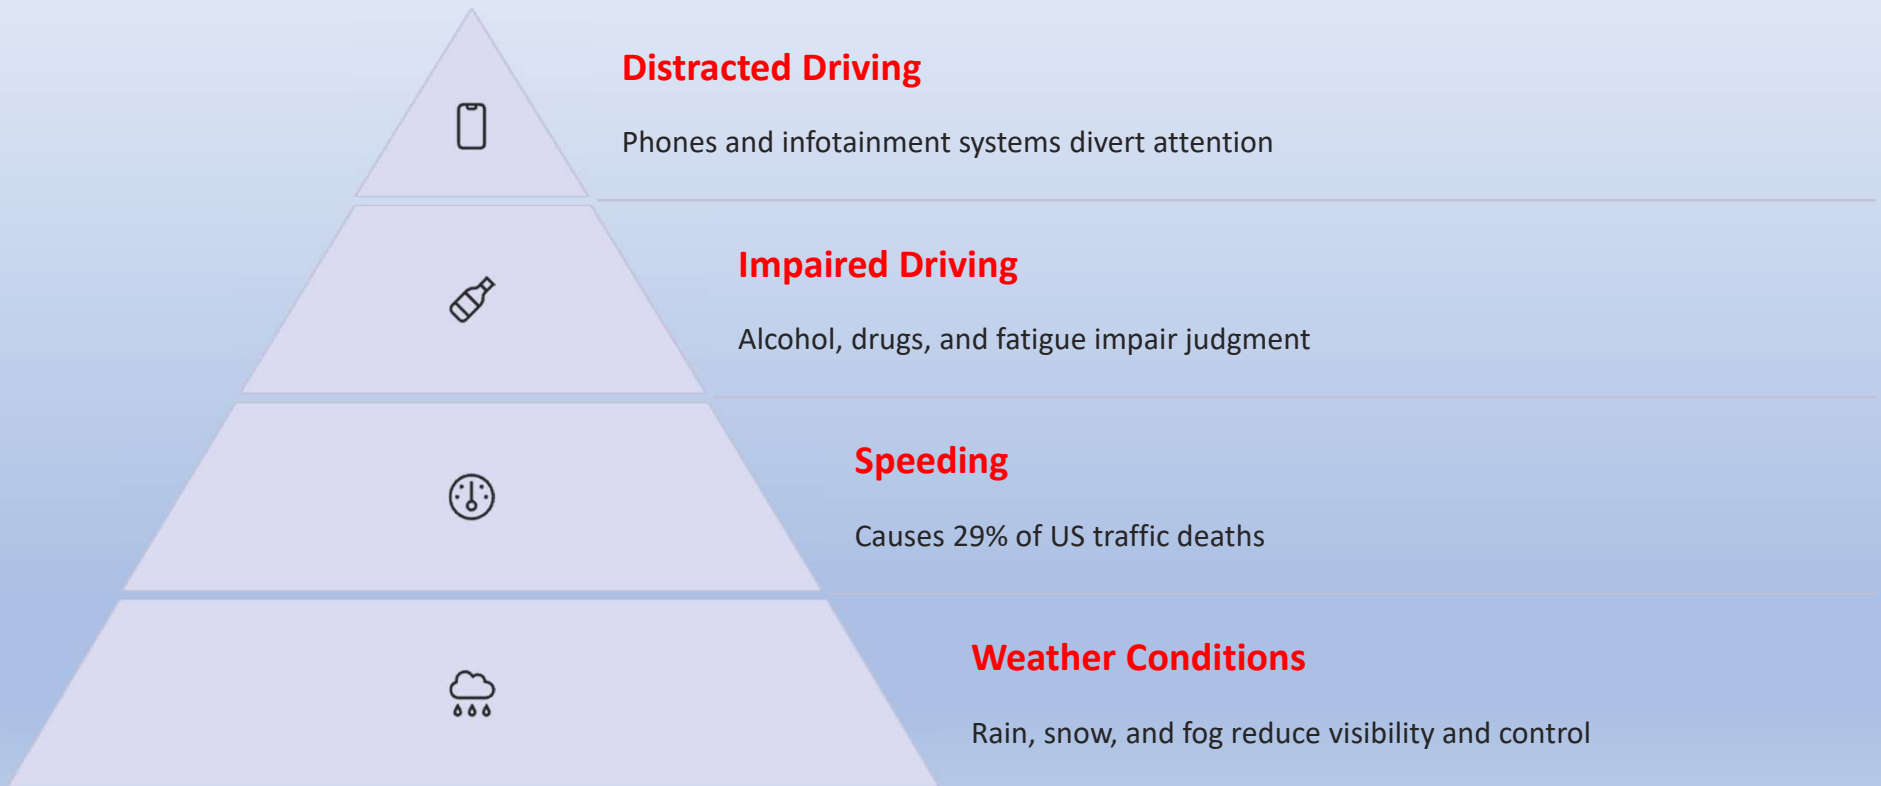 Distracted Driving
Phones and infotainment systems divert attention
Impaired Driving
Alcohol, drugs, and fatigue impair judgment
Speeding
Causes 29% of US traffic deaths
Weather Conditions
Rain, snow, and fog reduce visibility and control